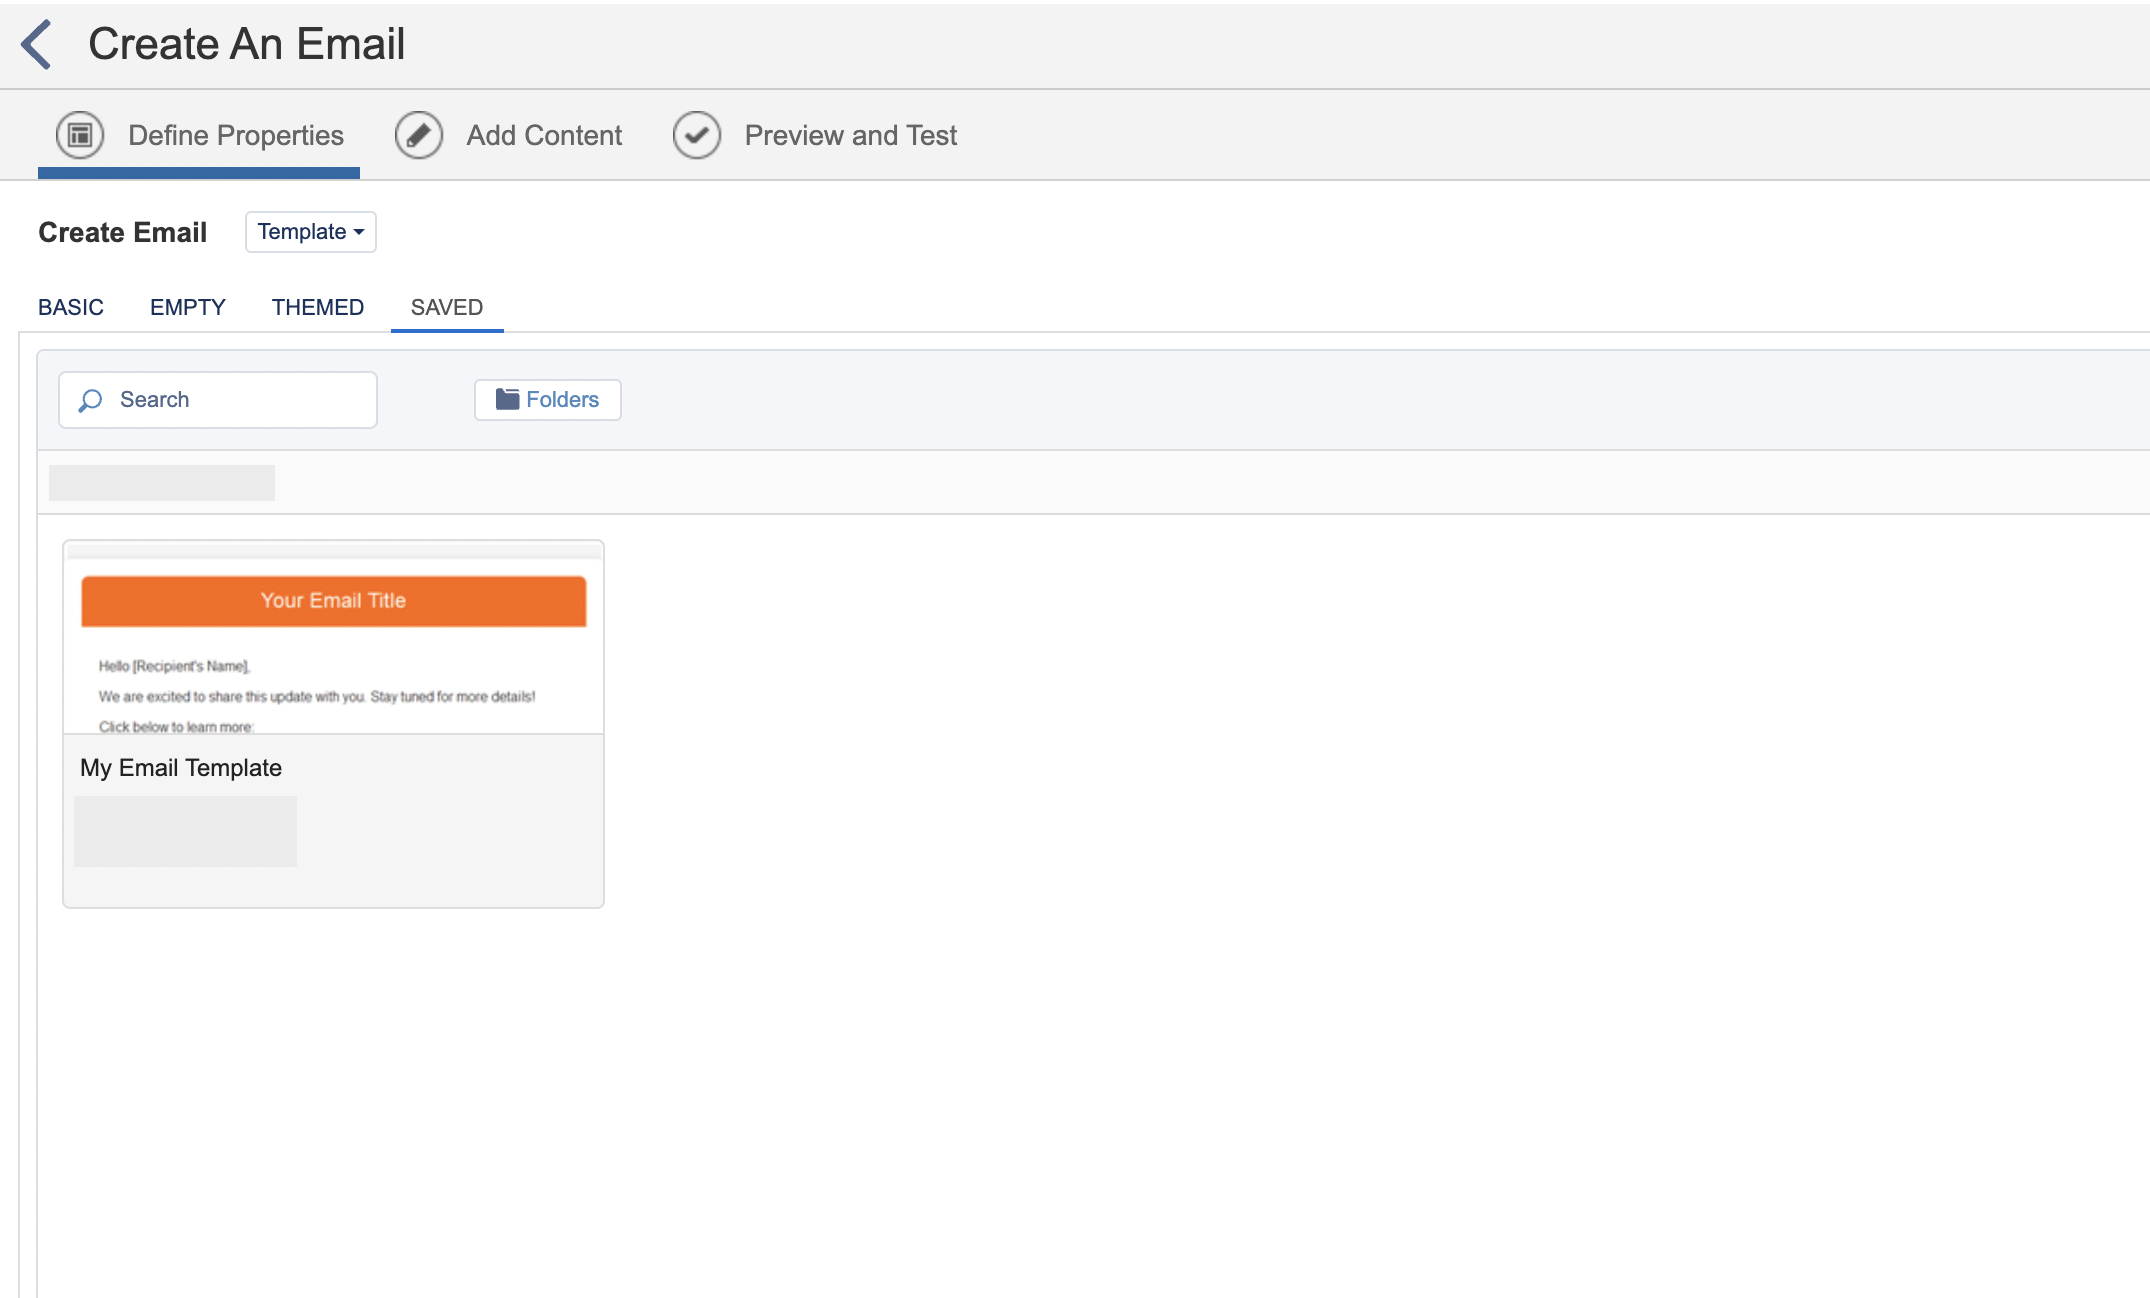 Create An Email
Define Properties
Add Content
Preview and Test
Create Email
Template
BASIC
EMPTY
THEMED
SAVED
Search
Folders
Your Email Title
Hello [Recipient's Name],
We are excited to share this update with you. Stay tuned for more details!
Click below to learn more:
My Email Template